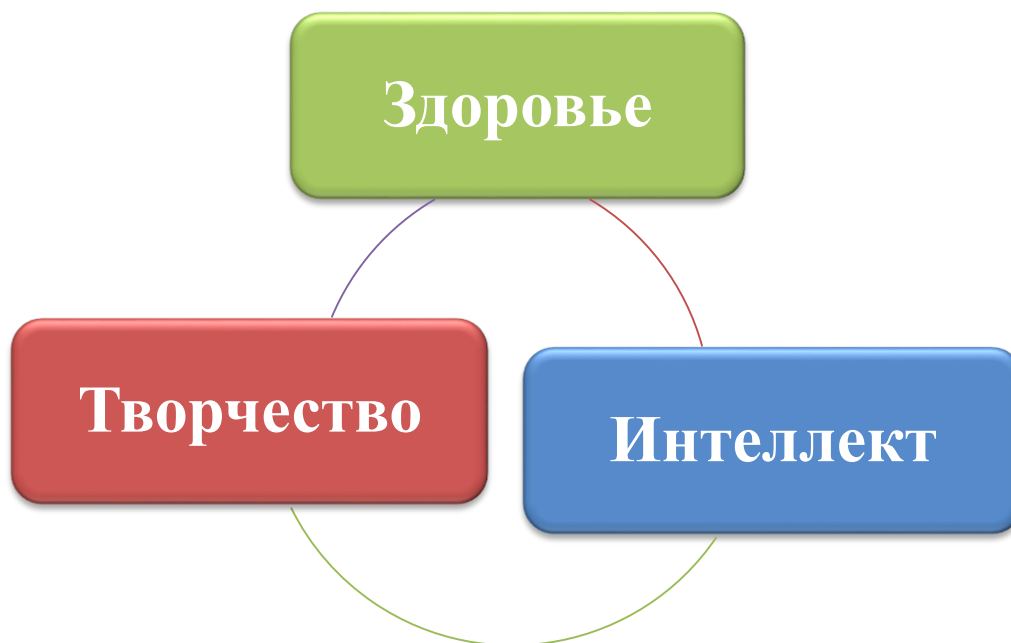 Здоровье
Творчество
Интеллект